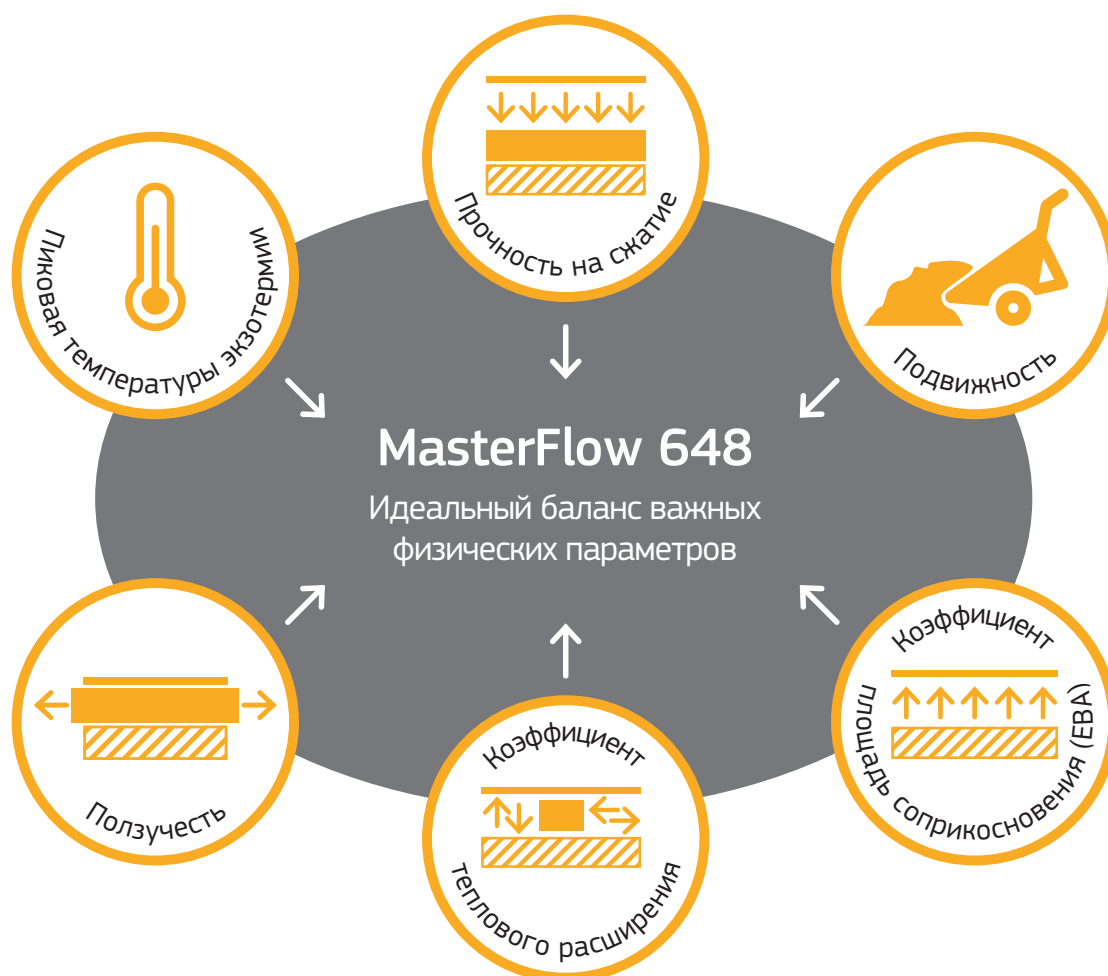 Прочность на сжатие
Пиковая температуры экзотермии
Подвижность
MasterFlow 648
Идеальный баланс важных
физических параметров
Ползучесть
Коэффициент
теплового расширения
Коэффициент
площадь соприкосновения (EBA)